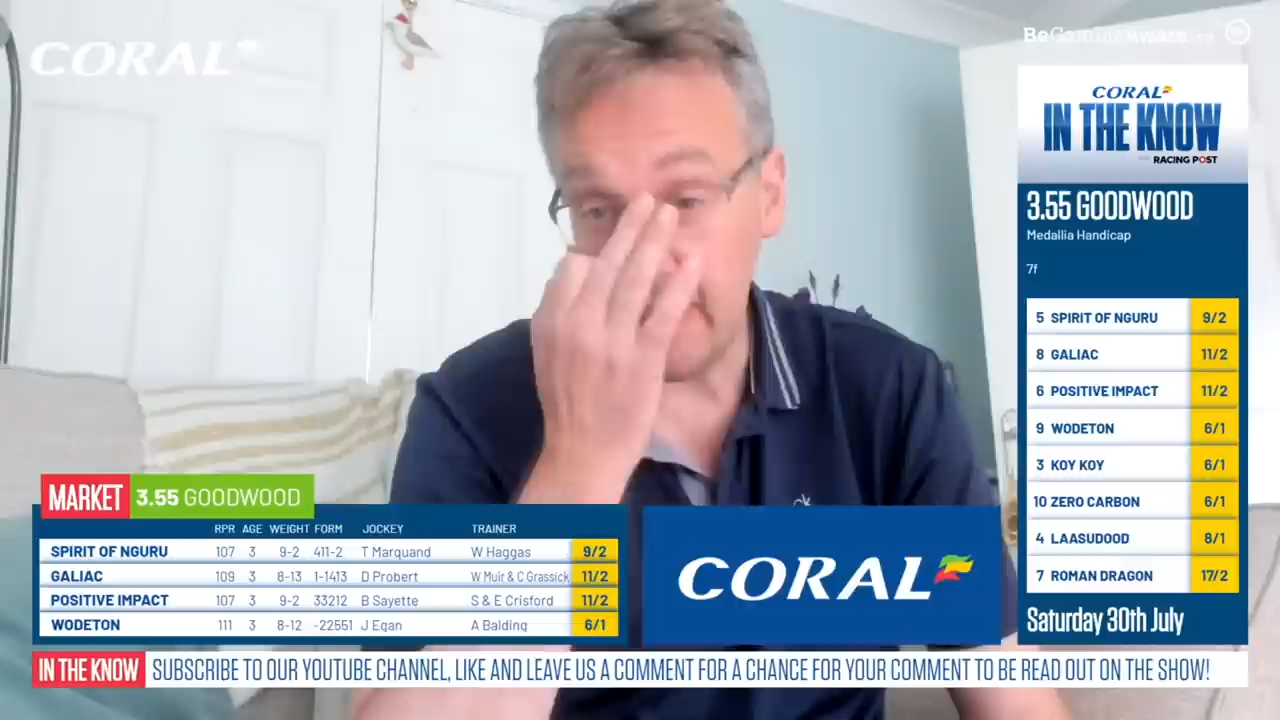 CORAL
BeGambleAware.org
CORAL
IN THE KNOW
RACING POST
3.55 GOODWOOD
Medallia Handicap
7f
5 SPIRIT OF NGURU 9/2
8 GALIAC 11/2
6 POSITIVE IMPACT 11/2
9 WODETON 6/1
3 KOY KOY 6/1
10 ZERO CARBON 6/1
4 LAASUDOOD 8/1
7 ROMAN DRAGON 17/2
Saturday 30th July
MARKET 3.55 GOODWOOD
RPR AGE WEIGHT FORM JOCKEY TRAINER
SPIRIT OF NGURU 107 3 9-2 411-2 T Marquand W Haggas 9/2
GALIAC 109 3 8-13 1-1413 D Probert W Muir & C Grassick 11/2
POSITIVE IMPACT 107 3 9-2 33212 B Sayette S & E Crisford 11/2
WODETON 111 3 8-12 -22551 J Egan A Balding 6/1
CORAL
IN THE KNOW SUBSCRIBE TO OUR YOUTUBE CHANNEL, LIKE AND LEAVE US A COMMENT FOR A CHANCE FOR YOUR COMMENT TO BE READ OUT ON THE SHOW!